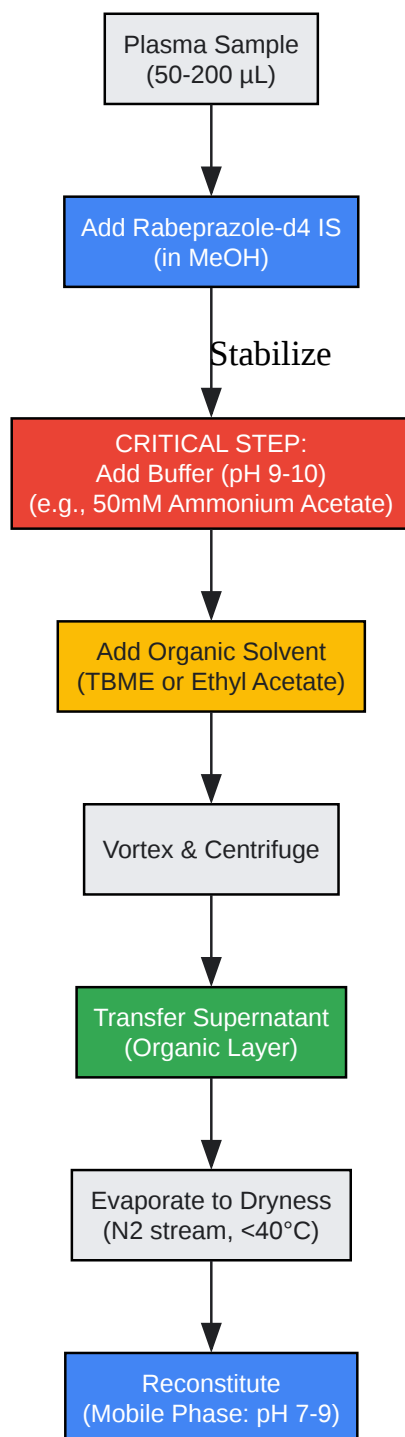 Plasma Sample
(50-200 µL)
Add Rabeprazole-d4 IS
(in MeOH)
Stabilize
CRITICAL STEP:
Add Buffer (pH 9-10)
(e.g., 50mM Ammonium Acetate)
Add Organic Solvent
(TBME or Ethyl Acetate)
Vortex & Centrifuge
Transfer Supernatant
(Organic Layer)
Evaporate to Dryness
(N2 stream, <40°C)
Reconstitute
(Mobile Phase: pH 7-9)